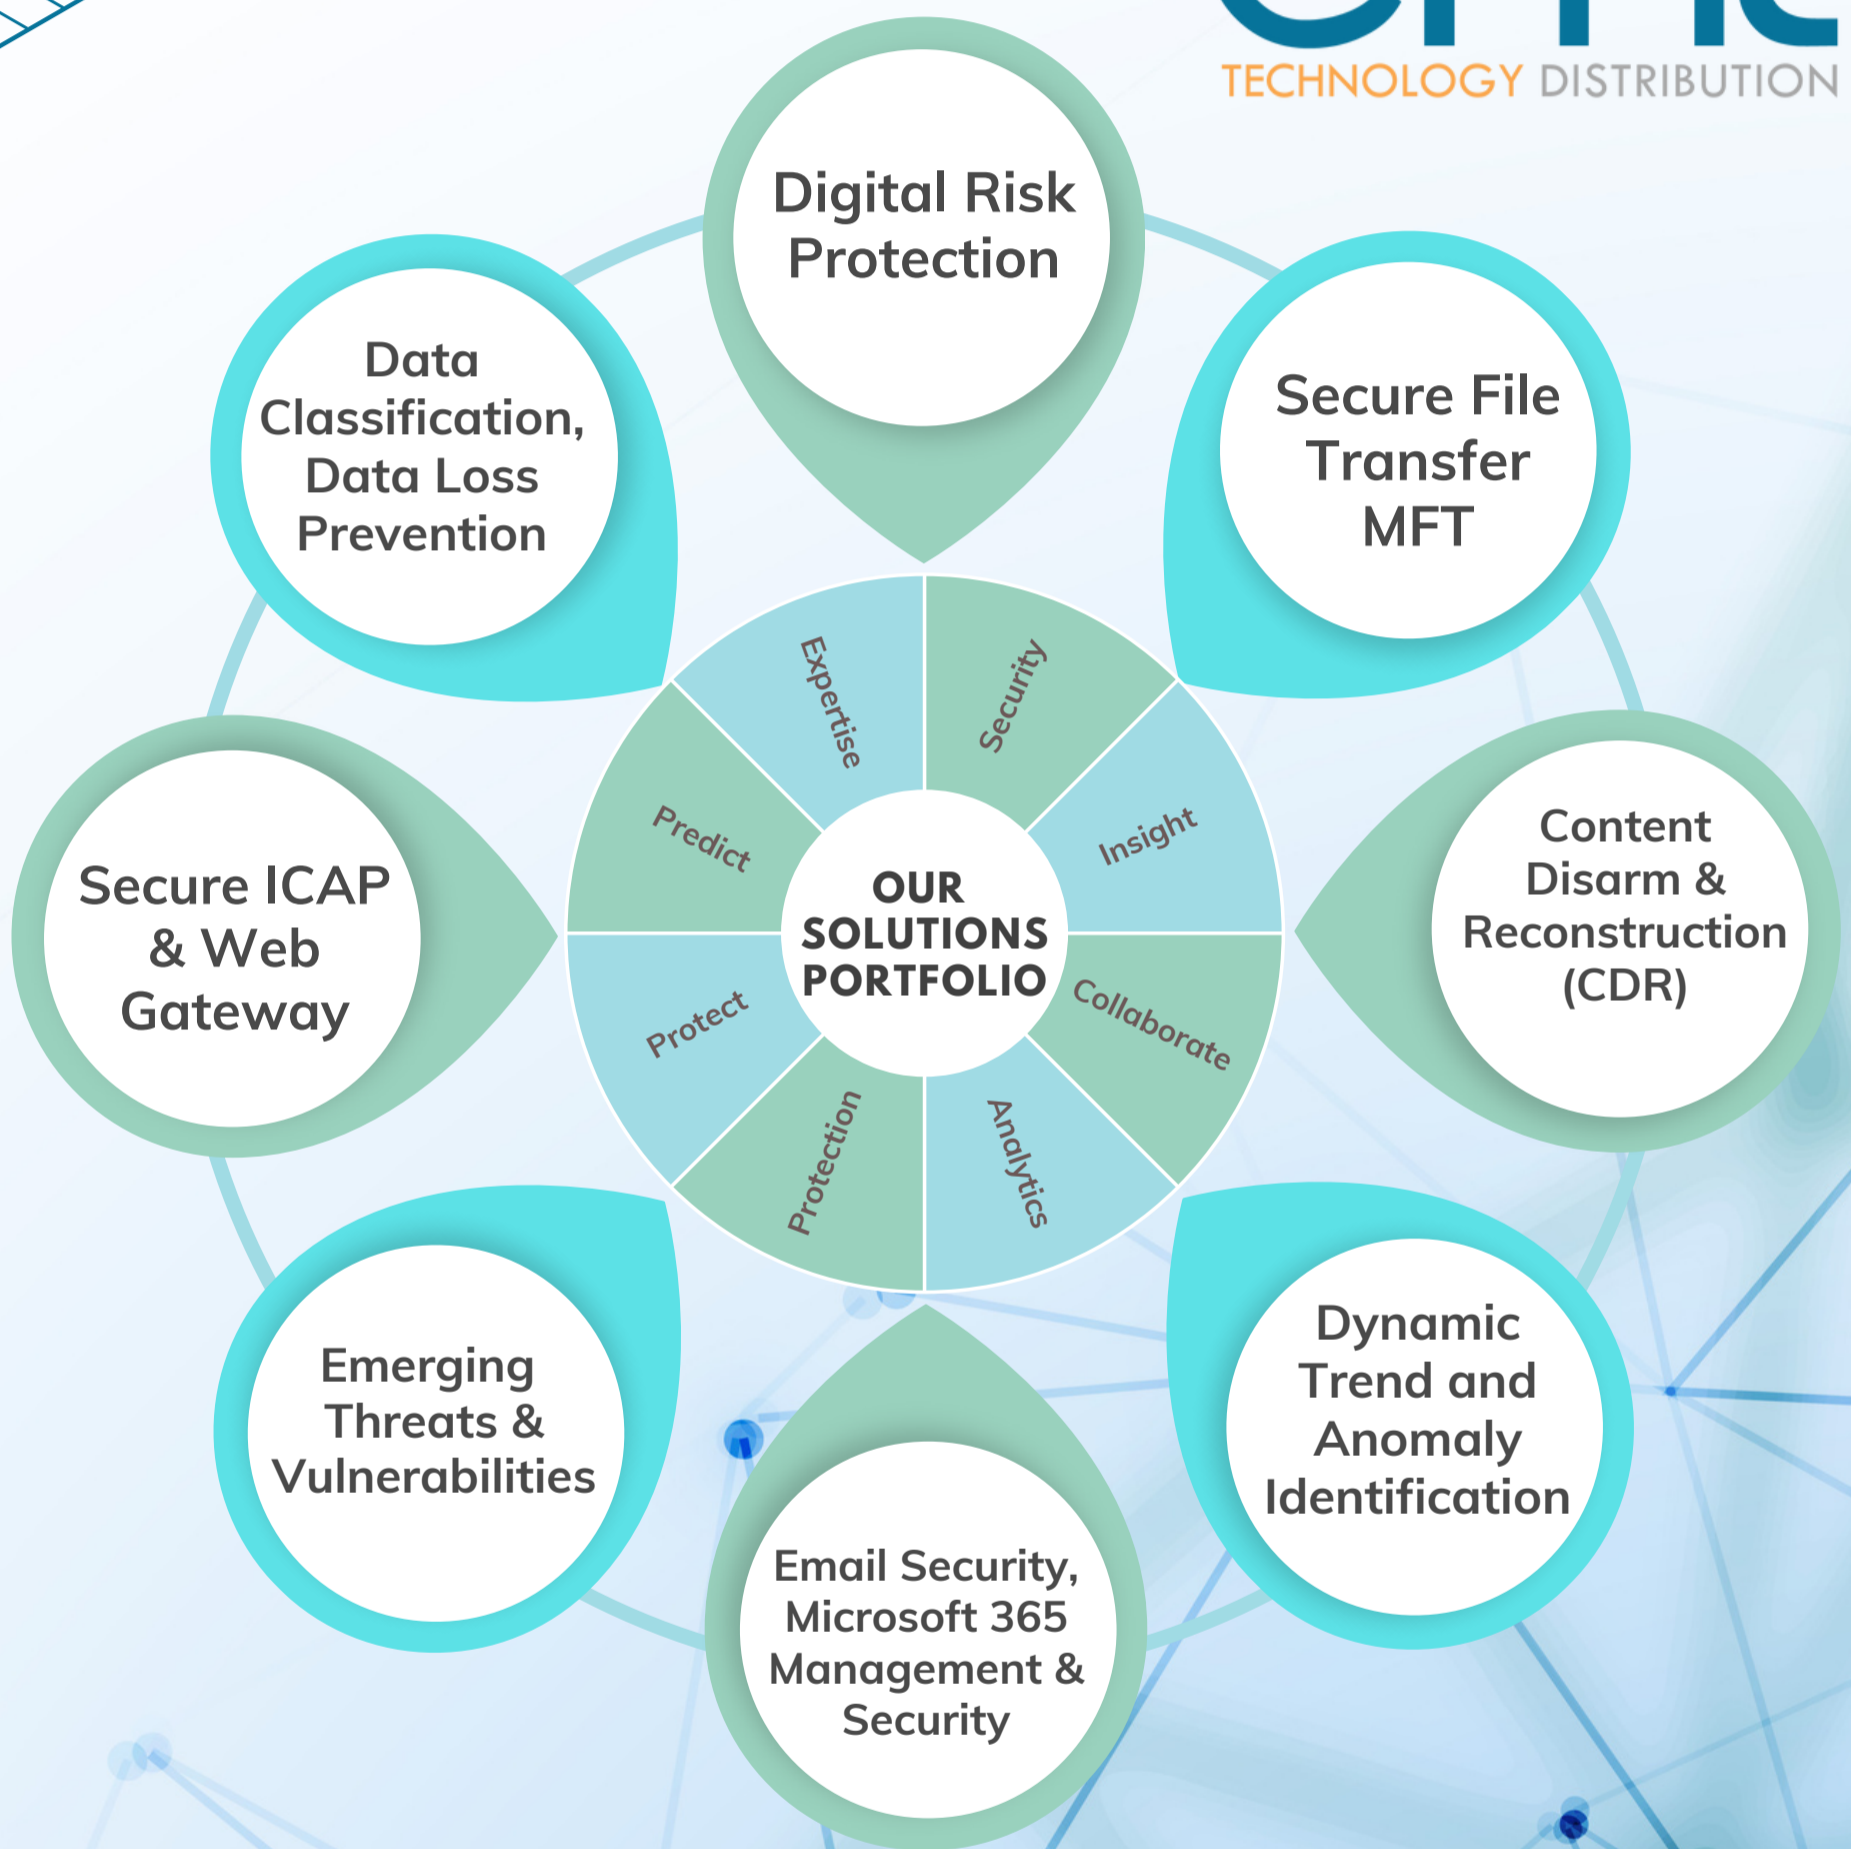 TECHNOLOGY DISTRIBUTION
Digital Risk
Protection
Secure File
Transfer
MFT
Content
Disarm &
Reconstruction
(CDR)
Dynamic
Trend and
Anomaly
Identification
Email Security,
Microsoft 365
Management &
Security
Emerging
Threats &
Vulnerabilities
Secure ICAP
& Web
Gateway
Data
Classification,
Data Loss
Prevention
Security
Insight
Collaborate
Analytics
Protection
Protect
Predict
Expertise
OUR
SOLUTIONS
PORTFOLIO